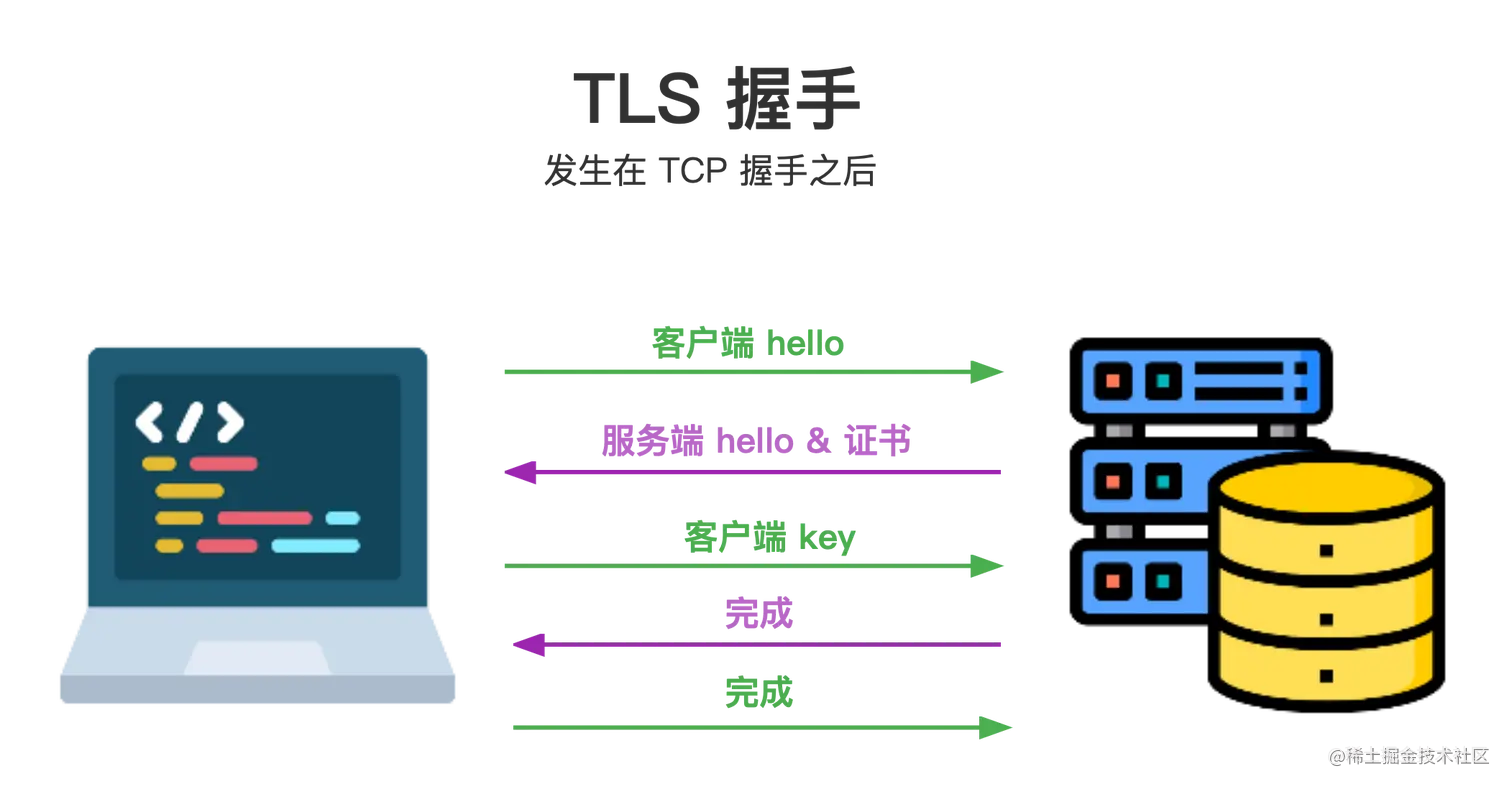 TLS 握手
发生在 TCP 握手之后
客户端 hello
服务端 hello & 证书
客户端 key
完成
完成
</>
@稀土掘金技术社区